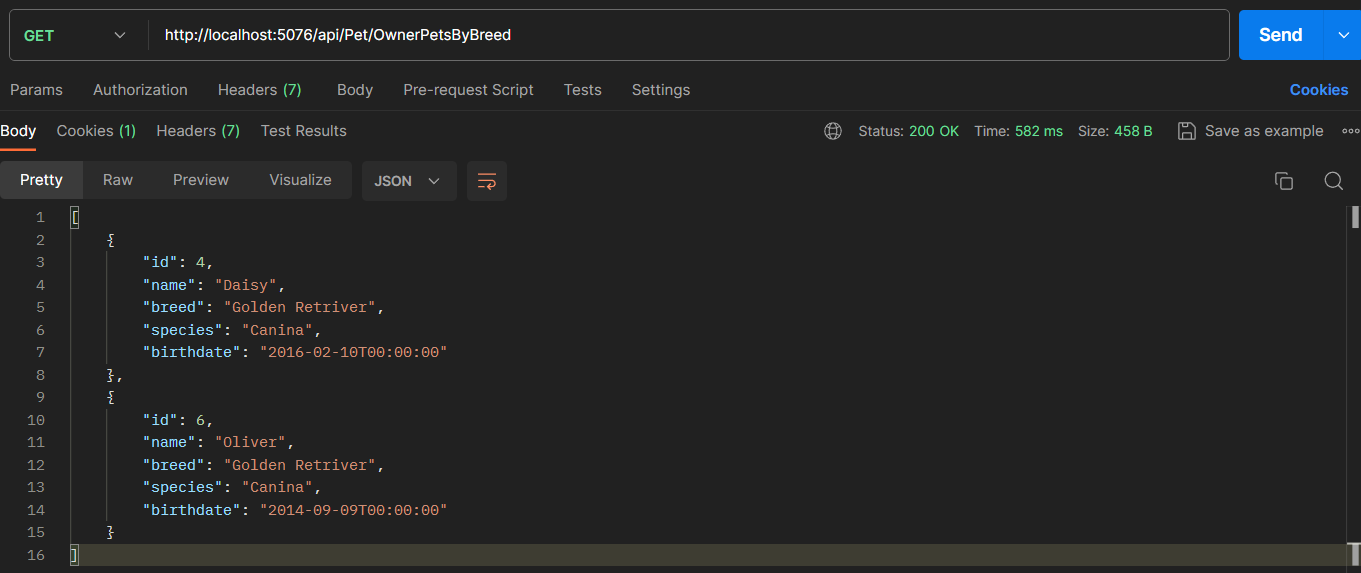 GET http://localhost:5076/api/Pet/OwnerPetsByBreed Send
Params Authorization Headers (7) Body Pre-request Script Tests Settings Cookies
Body Cookies (1) Headers (7) Test Results Status: 200 OK Time: 582 ms Size: 458 B Save as example
Pretty Raw Preview Visualize JSON
1 [
2 {
3 "id": 4,
4 "name": "Daisy",
5 "breed": "Golden Retriver",
6 "species": "Canina",
7 "birthdate": "2016-02-10T00:00:00"
8 },
9 {
10 "id": 6,
11 "name": "Oliver",
12 "breed": "Golden Retriver",
13 "species": "Canina",
14 "birthdate": "2014-09-09T00:00:00"
15 }
16 ]